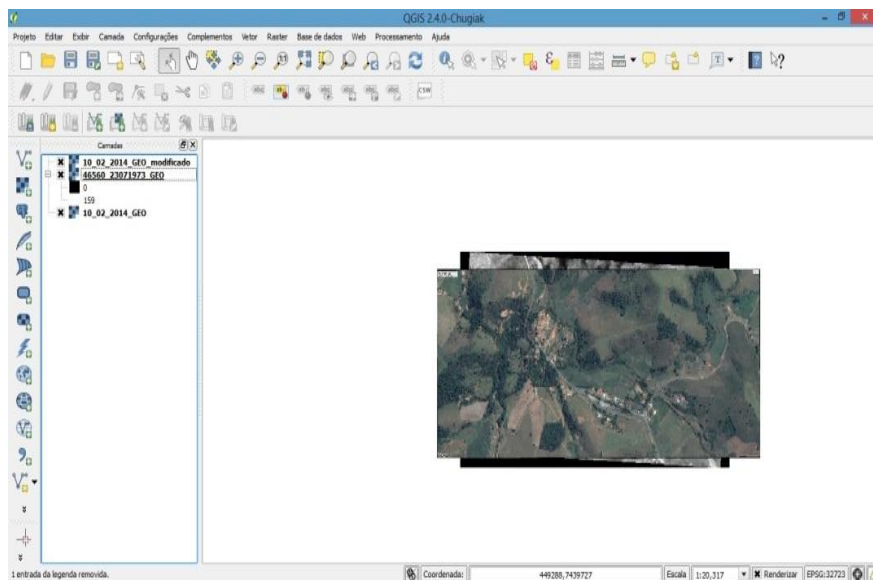 QGIS 2.4.0-Chugiak
Projeto Editar Exibir Camada Configurações Complementos Vetor Raster Base de dados Web Processamento Ajuda
CSW
Camadas
10_02_2014_GEO_modificado
46560_23071973_GEO
0
159
10_02_2014_GEO
1 entrada da legenda removida.
Coordenada: 449288,7439727 Escala 1:20,317 Renderizar EPSG:32723